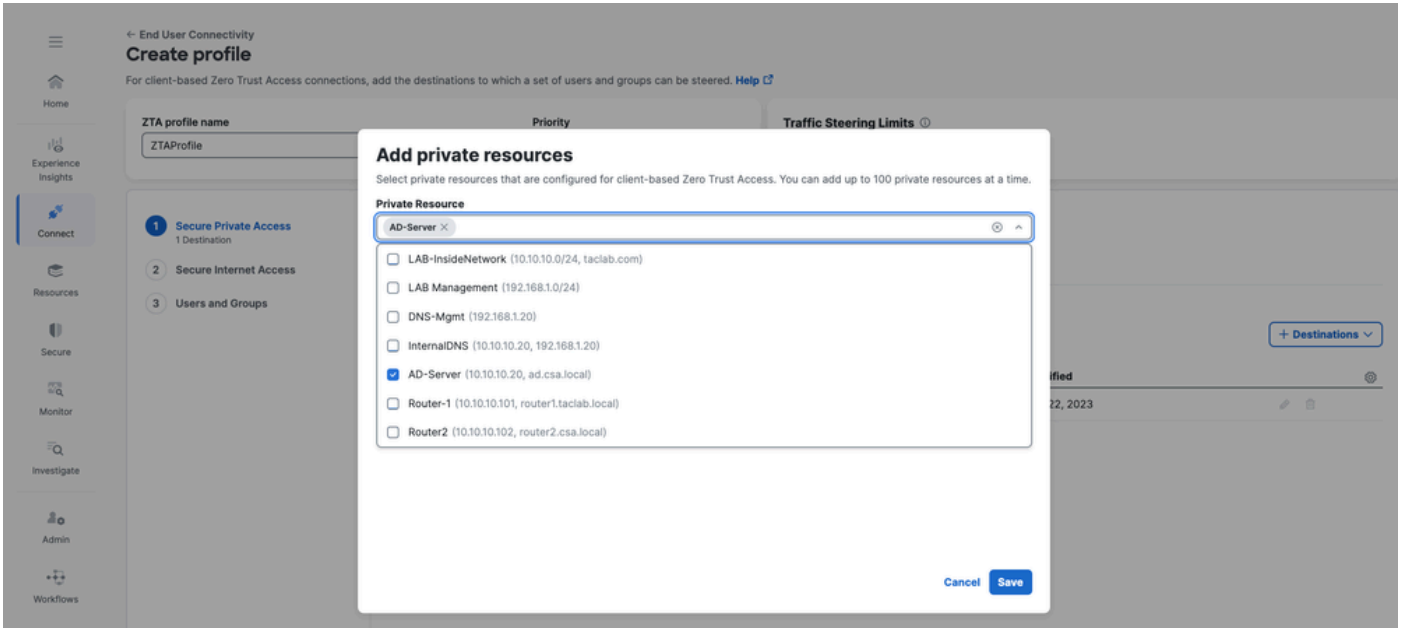 ← End User Connectivity
Create profile
For client-based Zero Trust Access connections, add the destinations to which a set of users and groups can be steered. Help
Home
Experience
Insights
Connect
Resources
Secure
Monitor
Investigate
Admin
Workflows
ZTA profile name
Priority
Traffic Steering Limits
ZTAProfile
1 Secure Private Access
1 Destination
2 Secure Internet Access
3 Users and Groups
Add private resources
Select private resources that are configured for client-based Zero Trust Access. You can add up to 100 private resources at a time.
Private Resource
AD-Server
LAB-InsideNetwork (10.10.10.0/24, taclab.com)
LAB Management (192.168.1.0/24)
DNS-Mgmt (192.168.1.20)
InternalDNS (10.10.10.20, 192.168.1.20)
AD-Server (10.10.10.20, ad.csa.local)
Router-1 (10.10.10.101, router1.taclab.local)
Router2 (10.10.10.102, router2.csa.local)
Cancel
Save
+ Destinations
ified
22, 2023